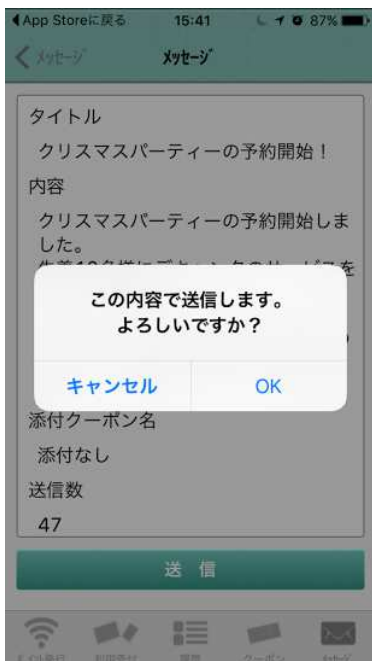 App Storeに戻る 15:41 87%
メッセージ メッセージ
タイトル
クリスマスパーティーの予約開始！
内容
クリスマスパーティーの予約開始しま
した。
この内容で送信します。
よろしいですか？
キャンセル OK
添付クーポン名
添付なし
送信数
47
送 信